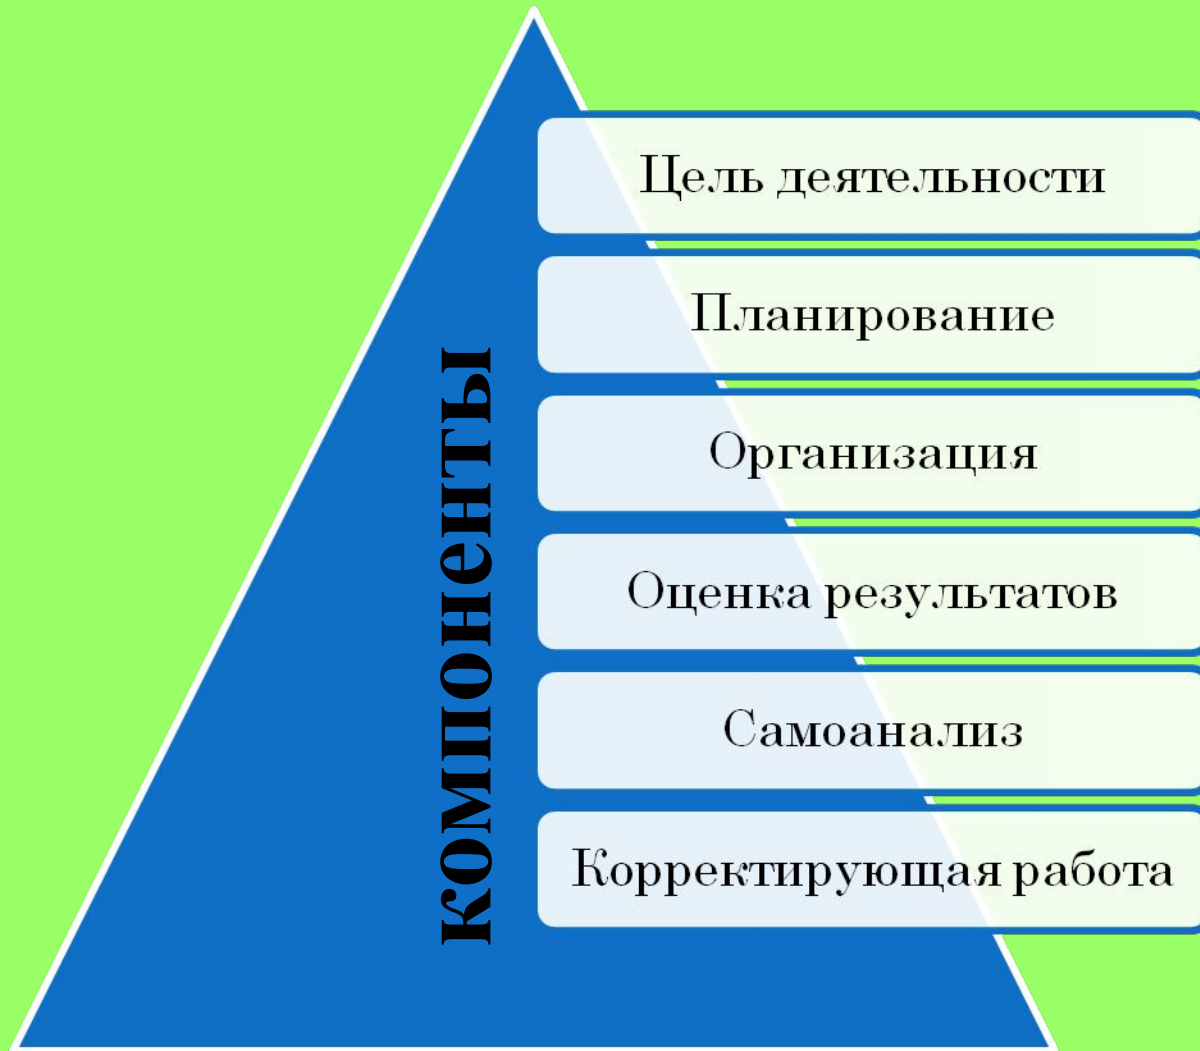 компоненты
Цель деятельности
Планирование
Организация
Оценка результатов
Самоанализ
Корректирующая работа